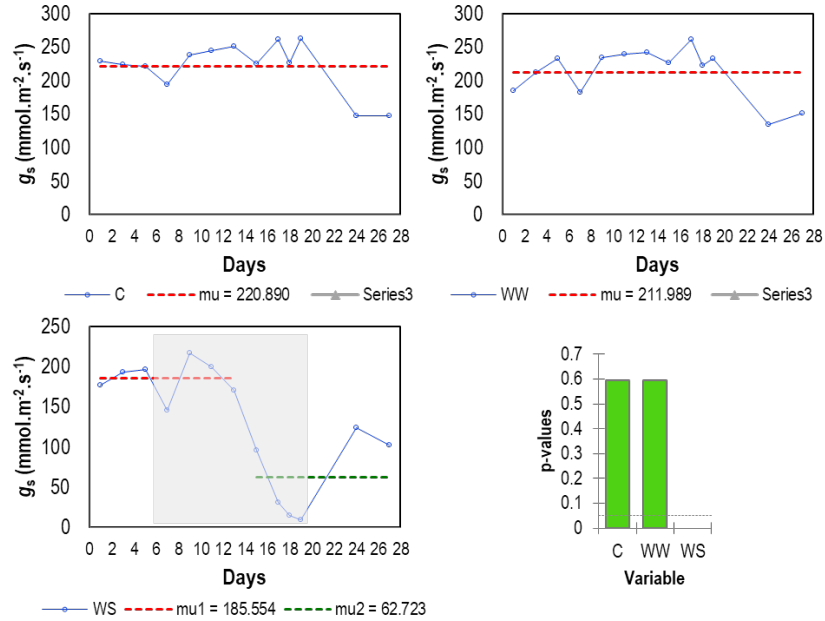 300
250
200
150
100
50
0
gs (mmol.m-2.s-1)
0 2 4 6 8 10 12 14 16 18 20 22 24 26 28
Days
C mu = 220.890 Series3
300
250
200
150
100
50
0
gs (mmol.m-2.s-1)
0 2 4 6 8 10 12 14 16 18 20 22 24 26 28
Days
WW mu = 211.989 Series3
250
200
150
100
50
0
gs (mmol.m-2.s-1)
0 2 4 6 8 10 12 14 16 18 20 22 24 26 28
Days
WS mu1 = 185.554 mu2 = 62.723
0.7
0.6
0.5
0.4
0.3
0.2
0.1
0
p-values
C WW WS
Variable